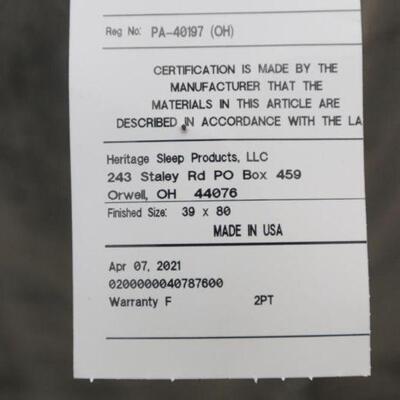 Reg No: PA-40197 (OH)
CERTIFICATION IS MADE BY THE
MANUFACTURER THAT THE
MATERIALS IN THIS ARTICLE ARE
DESCRIBED IN ACCORDANCE WITH THE LA
Heritage Sleep Products, LLC
243 Staley Rd PO Box 459
Orwell, OH 44076
Finished Size: 39 x 80
MADE IN USA
Apr 07, 2021
0200000040787600
Warranty F 2PT